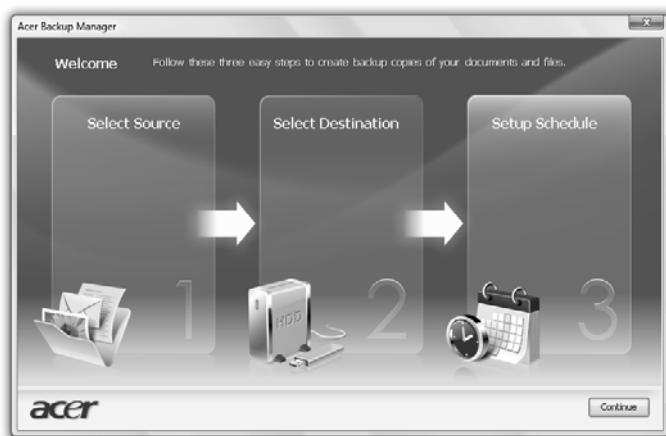 Acer Backup Manager
Welcome Follow these three easy steps to create backup copies of your documents and files.
Select Source
Select Destination
Setup Schedule
HDD
1
2
3
acer
Continue